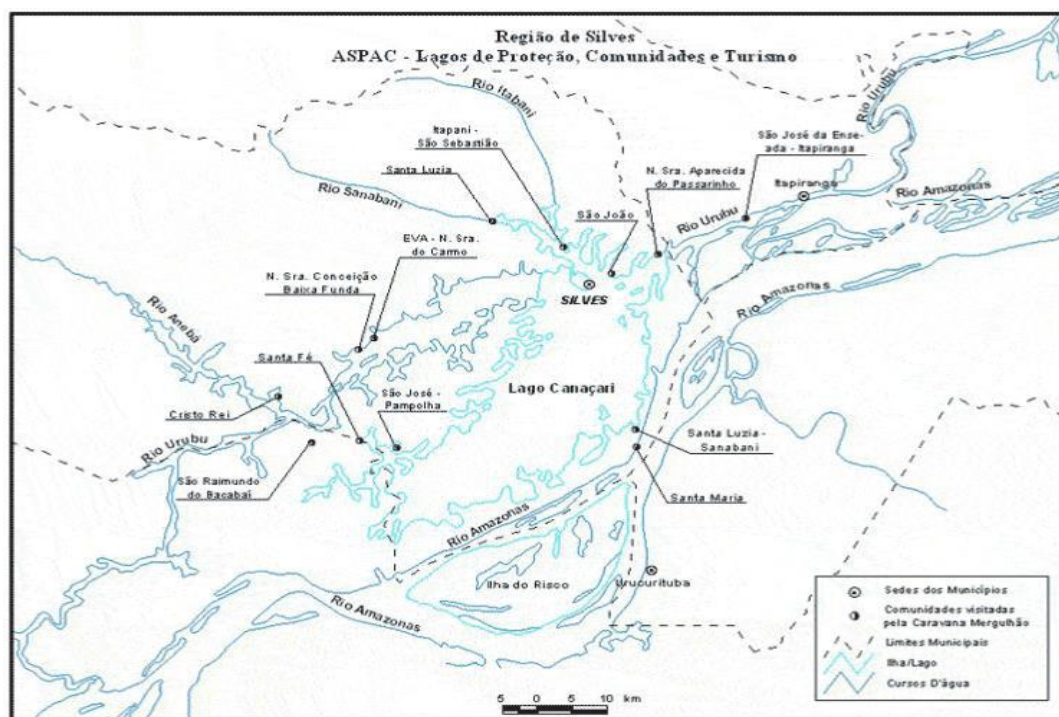 Região de Silves
ASPAC - Lagos de Proteção, Comunidades e Turismo
Rio Urubu
Rio Itabani
Itapani -
São Sebastião
Santa Luzia
São José da Ense-
ada - Itapiranga
N. Sra. Aparecida
do Passarinho
Itapiranga
Rio Amazonas
Rio Sanabani
São João
Rio Urubu
EVA - N. Sra.
do Carmo
N. Sra. Conceição
Baixa Funda
SILVES
Rio Amazonas
Rio Anebá
Santa Fé
São José -
Pampolha
Lago Canaçari
Cristo Rei
Rio Urubu
Santa Luzia-
Sanabani
São Raimundo
do Bacabaí
Santa Maria
Rio Amazonas
Ilha do Risco
Urucurituba
Rio Amazonas
Sedes dos Municípios
Comunidades visitadas
pela Caravana Mergulhão
Limites Municipais
Ilha/Lago
Cursos D'água
5 0 5 10 km